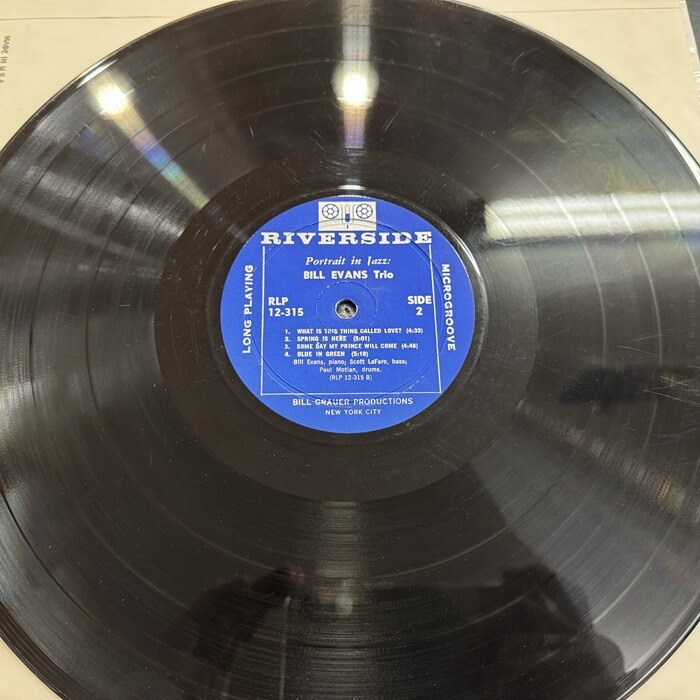 MADE IN U.S.A.
RIVERSIDE
Portrait in Jazz:
BILL EVANS Trio
LONG PLAYING
MICROGROOVE
RLP
12-315
SIDE
2
1. WHAT IS THIS THING CALLED LOVE? (4:33)
2. SPRING IS HERE (5:01)
3. SOME DAY MY PRINCE WILL COME (4:48)
4. BLUE IN GREEN (5:18)
Bill Evans, piano; Scott LaFaro, bass;
Paul Motian, drums.
(RLP 12-315 B)
BILL GRAUER PRODUCTIONS
NEW YORK CITY